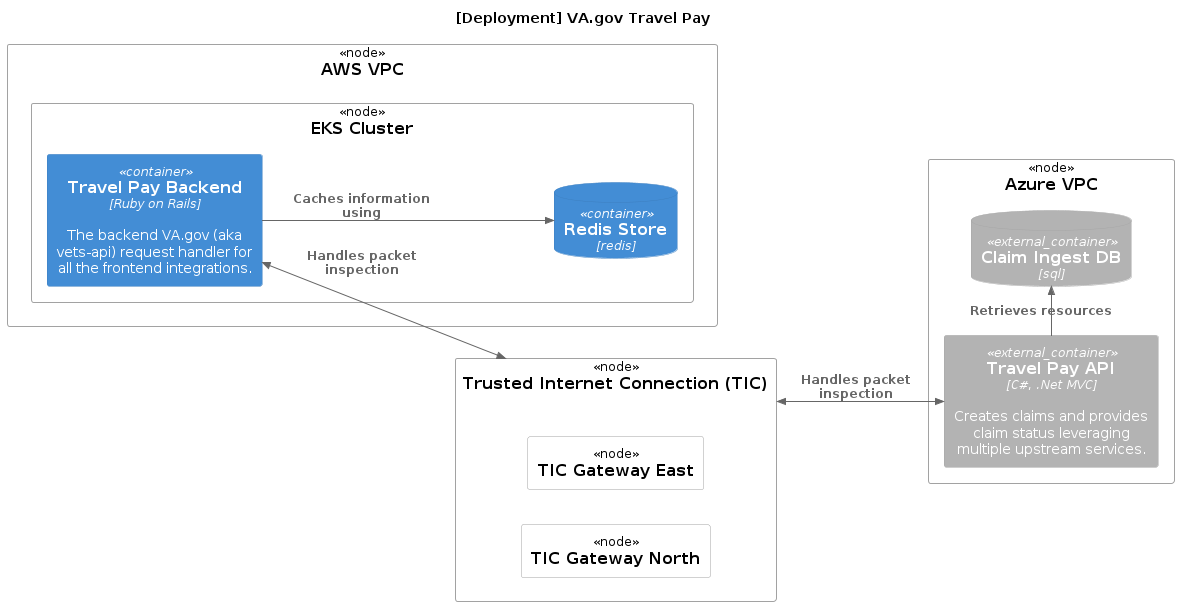 [Deployment] VA.gov Travel Pay
«node»
AWS VPC
«node»
EKS Cluster
«container»
Travel Pay Backend
[Ruby on Rails]
The backend VA.gov (aka
vets-api) request handler for
all the frontend integrations.
Caches information
using
«container»
Redis Store
[redis]
Handles packet
inspection
«node»
Trusted Internet Connection (TIC)
«node»
TIC Gateway East
«node»
TIC Gateway North
Handles packet
inspection
«node»
Azure VPC
«external_container»
Claim Ingest DB
[sql]
Retrieves resources
«external_container»
Travel Pay API
[C#, .Net MVC]
Creates claims and provides
claim status leveraging
multiple upstream services.